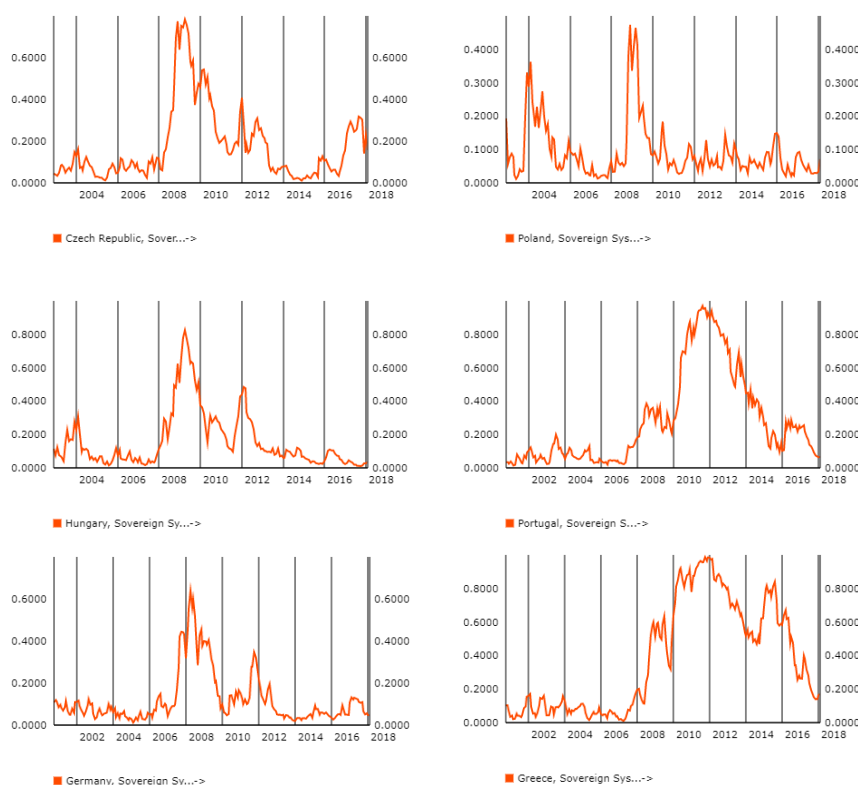 0.6000 0.6000
0.4000 0.4000
0.2000 0.2000
0.0000 0.0000
2004 2006 2008 2010 2012 2014 2016 2018
Czech Republic, Sover...->
0.4000 0.4000
0.3000 0.3000
0.2000 0.2000
0.1000 0.1000
0.0000 0.0000
2004 2006 2008 2010 2012 2014 2016 2018
Poland, Sovereign Sys...->
0.8000 0.8000
0.6000 0.6000
0.4000 0.4000
0.2000 0.2000
0.0000 0.0000
2004 2006 2008 2010 2012 2014 2016 2018
Hungary, Sovereign Sy...->
0.8000 0.8000
0.6000 0.6000
0.4000 0.4000
0.2000 0.2000
0.0000 0.0000
2002 2004 2006 2008 2010 2012 2014 2016 2018
Portugal, Sovereign S...->
0.6000 0.6000
0.4000 0.4000
0.2000 0.2000
0.0000 0.0000
2002 2004 2006 2008 2010 2012 2014 2016 2018
Germany, Sovereign Sy...->
0.8000 0.8000
0.6000 0.6000
0.4000 0.4000
0.2000 0.2000
0.0000 0.0000
2002 2004 2006 2008 2010 2012 2014 2016 2018
Greece, Sovereign Sys...->